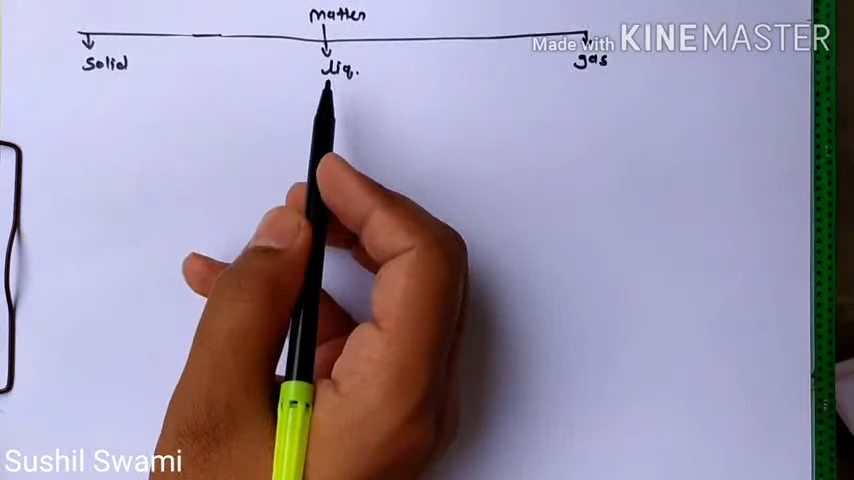 matter
Made with KINEMASTER
solid
liq.
gas
Sushil Swami